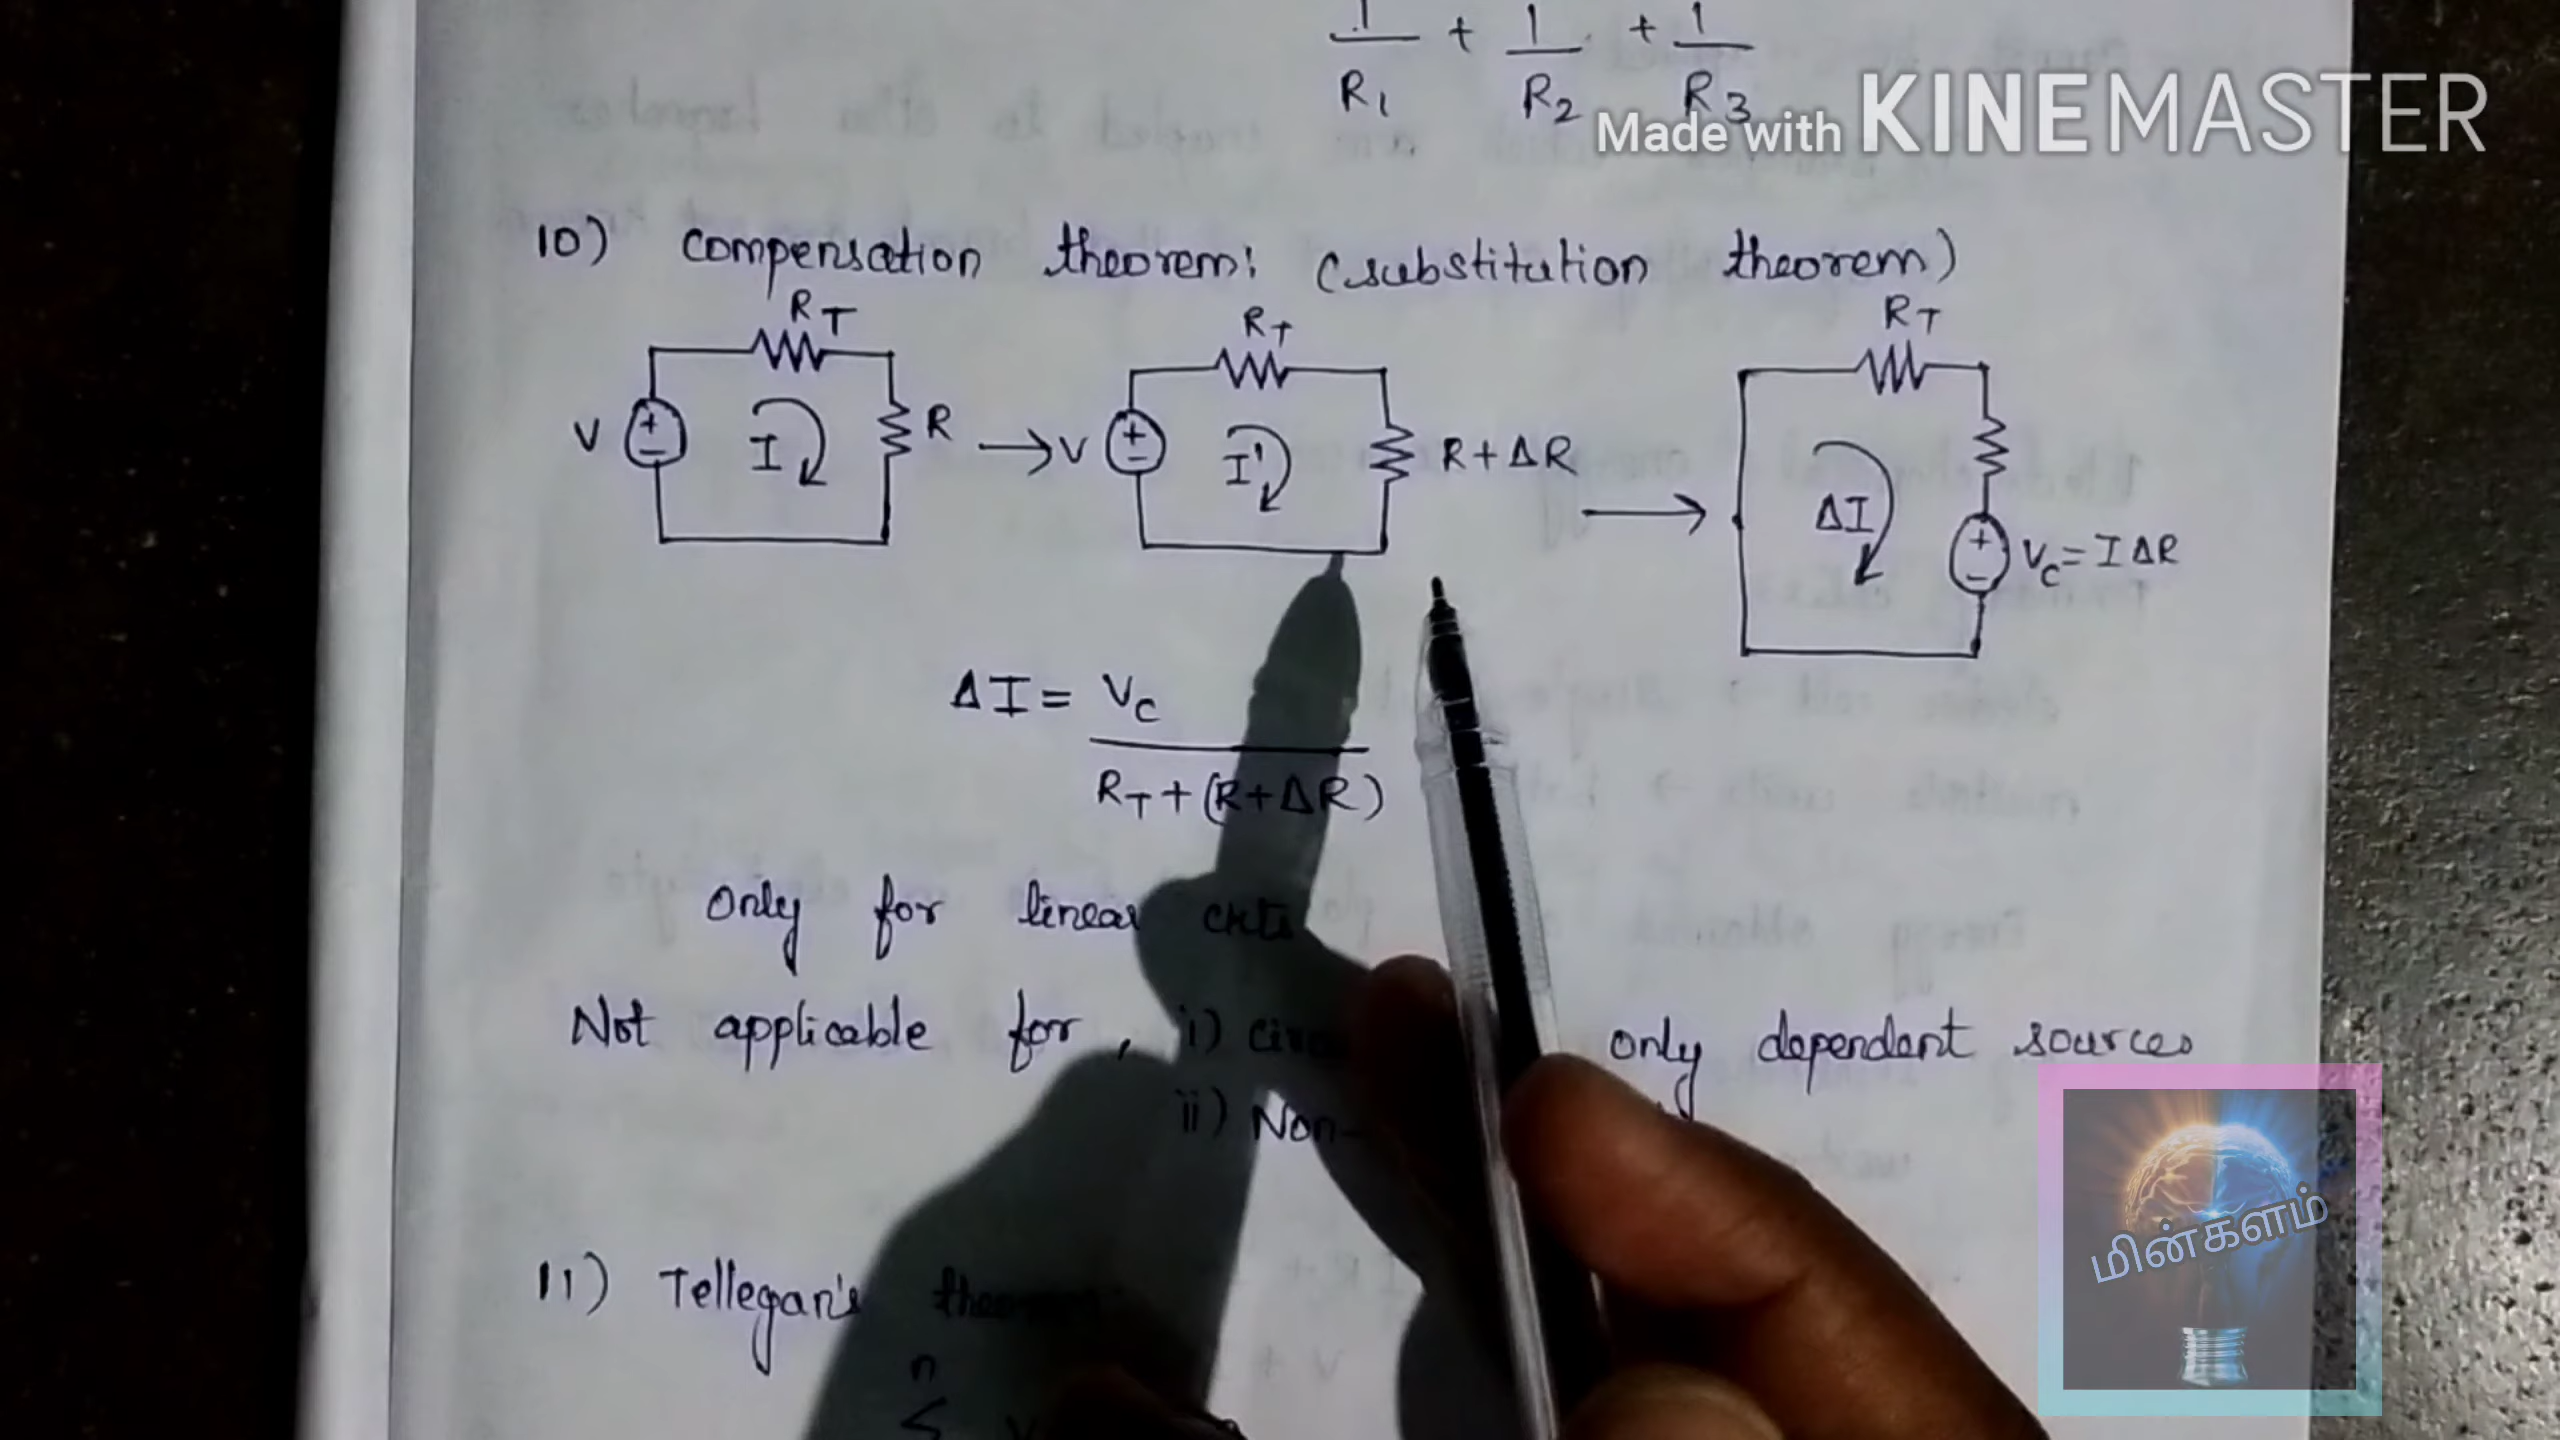 1/R1 + 1/R2 + 1/R3
Made with KINEMASTER
10) compensation theorem: (substitution theorem)
RT RT RT
V I R → V I' R+ΔR → ΔI Vc = IΔR
ΔI = Vc / RT + (R+ΔR)
Only for linear ckts
Not applicable for, i) only dependent sources
ii) Non-
மின்களம்
11) Tellegan's theorem
n
Σ